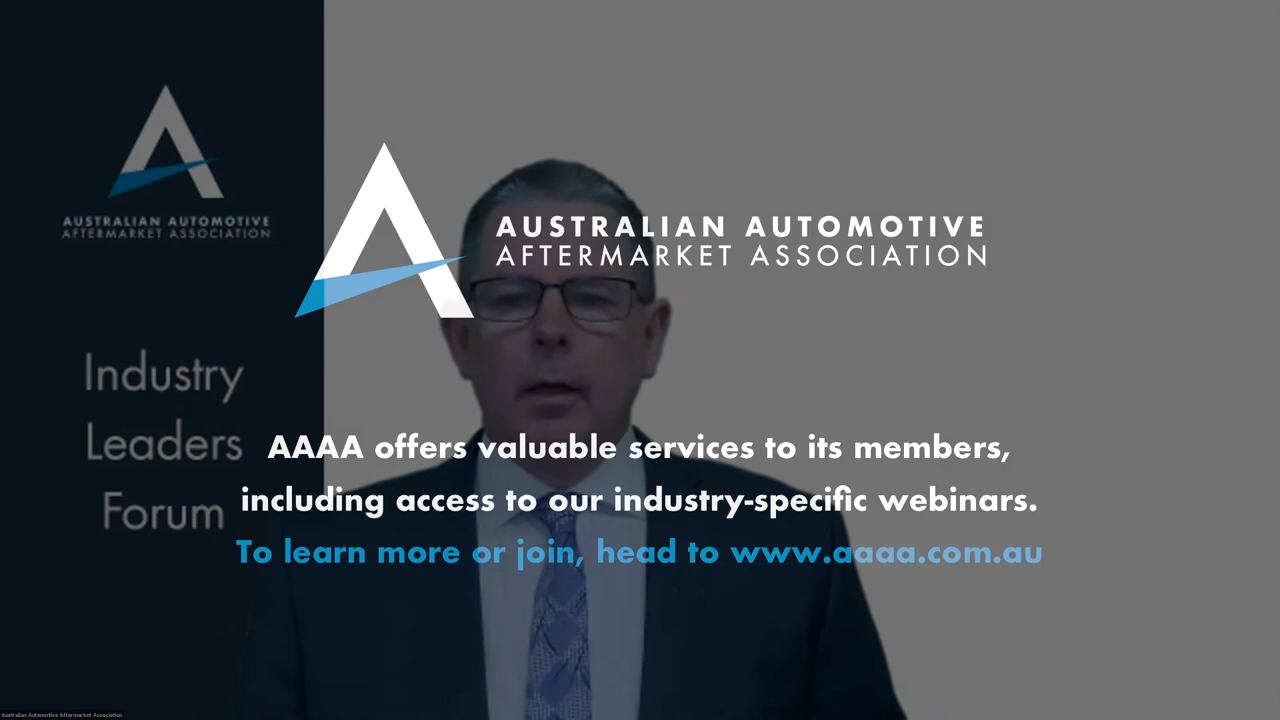 AUSTRALIAN AUTOMOTIVE
AFTERMARKET ASSOCIATION
Industry
Leaders
Forum
AUSTRALIAN AUTOMOTIVE
AFTERMARKET ASSOCIATION
AAAA offers valuable services to its members,
including access to our industry-specific webinars.
To learn more or join, head to www.aaaa.com.au
Australian Automotive Aftermarket Association